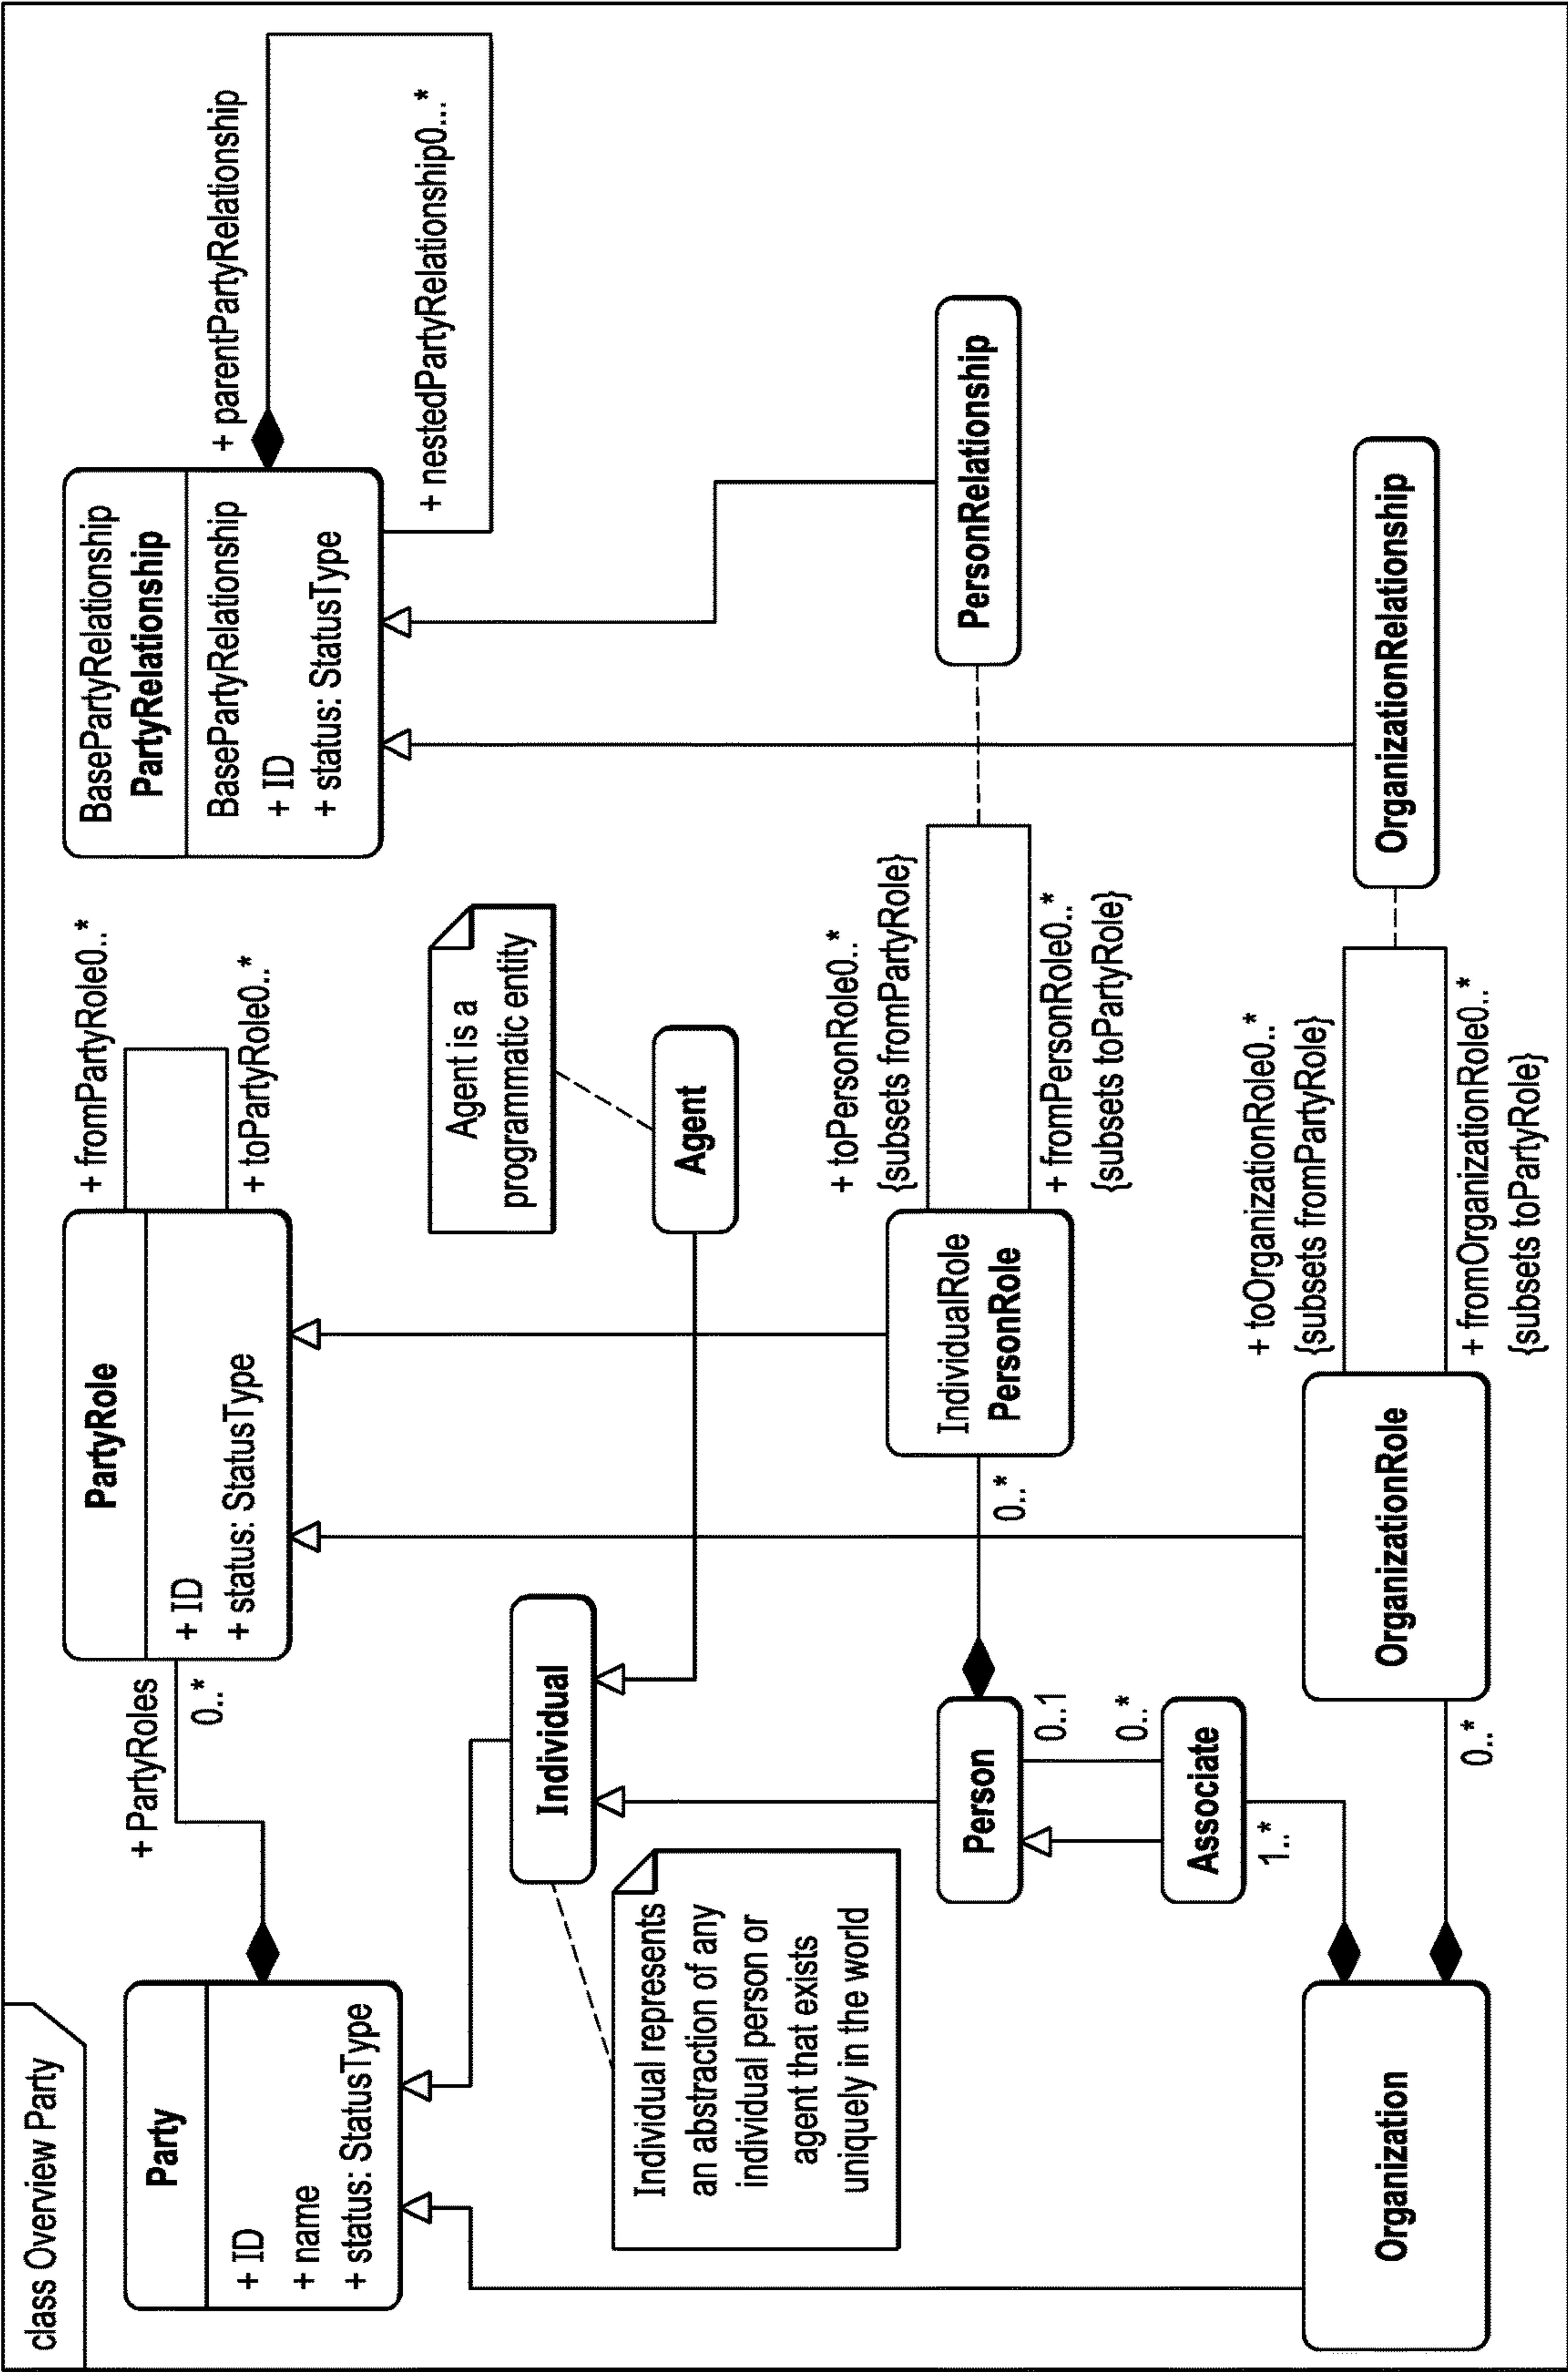 class Overview Party
Party
+ ID
+ name
+ status: StatusType
+ PartyRoles
0..*
PartyRole
+ ID
+ status: StatusType
+ fromPartyRole0..*
+ toPartyRole0..*
BasePartyRelationship
PartyRelationship
BasePartyRelationship
+ ID
+ status: StatusType
+ parentPartyRelationship
+ nestedPartyRelationship0...*
Individual
Individual represents
an abstraction of any
individual person or
agent that exists
uniquely in the world
Agent is a
programmatic entity
Agent
Person
0..1
0..*
Associate
1..*
0..*
IndividualRole
PersonRole
+ toPersonRole0..*
{subsets fromPartyRole}
+ fromPersonRole0..*
{subsets toPartyRole}
PersonRelationship
Organization
0..*
OrganizationRole
+ toOrganizationRole0..*
{subsets fromPartyRole}
+ fromOrganizationRole0..*
{subsets toPartyRole}
OrganizationRelationship